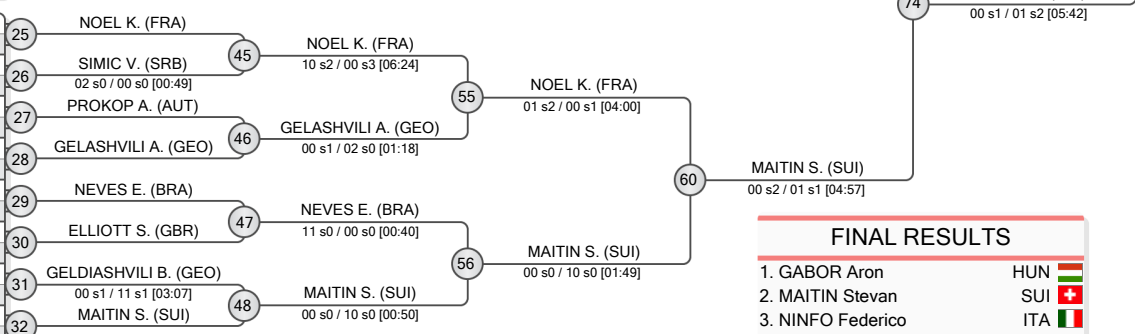 74
00 s1 / 01 s2 [05:42]
25
NOEL K. (FRA)
26
SIMIC V. (SRB)
02 s0 / 00 s0 [00:49]
45
NOEL K. (FRA)
10 s2 / 00 s3 [06:24]
27
PROKOP A. (AUT)
28
GELASHVILI A. (GEO)
46
GELASHVILI A. (GEO)
00 s1 / 02 s0 [01:18]
55
NOEL K. (FRA)
01 s2 / 00 s1 [04:00]
29
NEVES E. (BRA)
30
ELLIOTT S. (GBR)
47
NEVES E. (BRA)
11 s0 / 00 s0 [00:40]
31
GELDIASHVILI B. (GEO)
00 s1 / 11 s1 [03:07]
32
MAITIN S. (SUI)
48
MAITIN S. (SUI)
00 s0 / 10 s0 [00:50]
56
MAITIN S. (SUI)
00 s0 / 10 s0 [01:49]
60
MAITIN S. (SUI)
00 s2 / 01 s1 [04:57]
FINAL RESULTS
1. GABOR Aron HUN
2. MAITIN Stevan SUI
3. NINFO Federico ITA